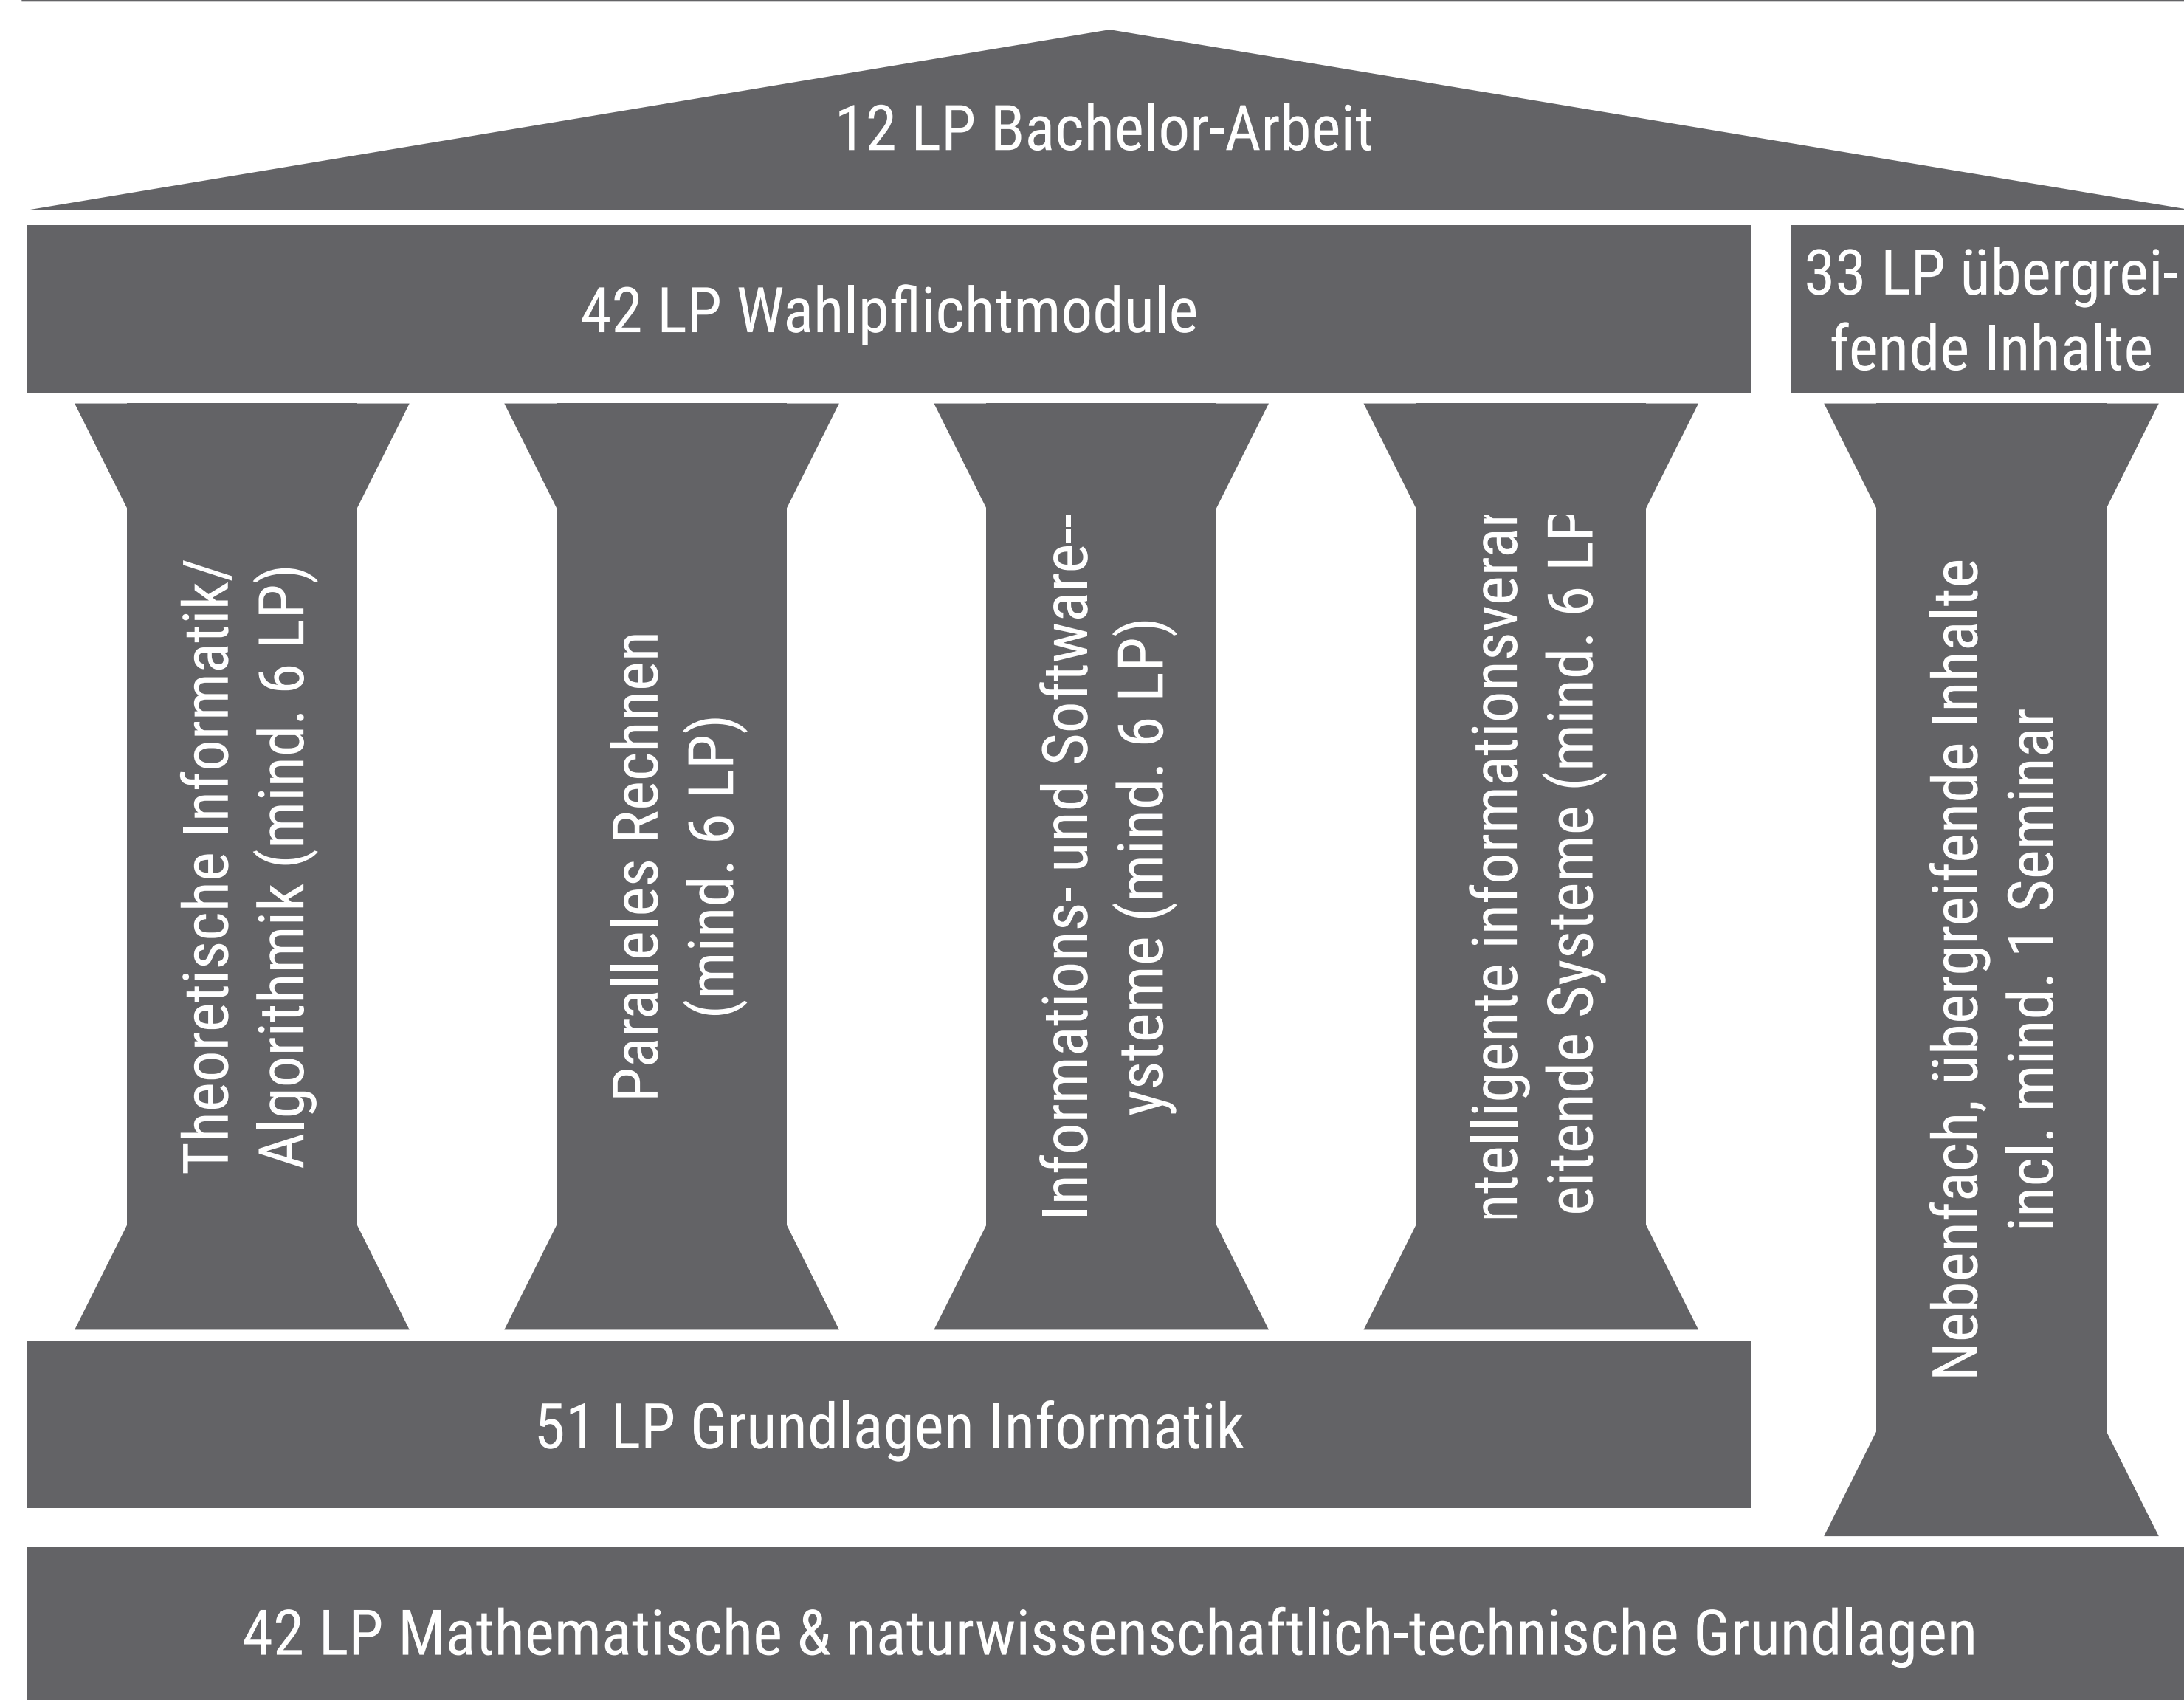 12 LP Bachelor-Arbeit
42 LP Wahlpflichtmodule
33 LP übergrei-
fende Inhalte
Theoretische Informatik/
Algorithmik (mind. 6 LP)
Paralleles Rechnen
(mind. 6 LP)
Informations- und Software--
ysteme (mind. 6 LP)
ntelligente informationsverar
eitende Systeme (mind. 6 LP
Nebenfach, übergreifende Inhalte
incl. mind. 1 Seminar
51 LP Grundlagen Informatik
42 LP Mathematische & naturwissenschaftlich-technische Grundlagen